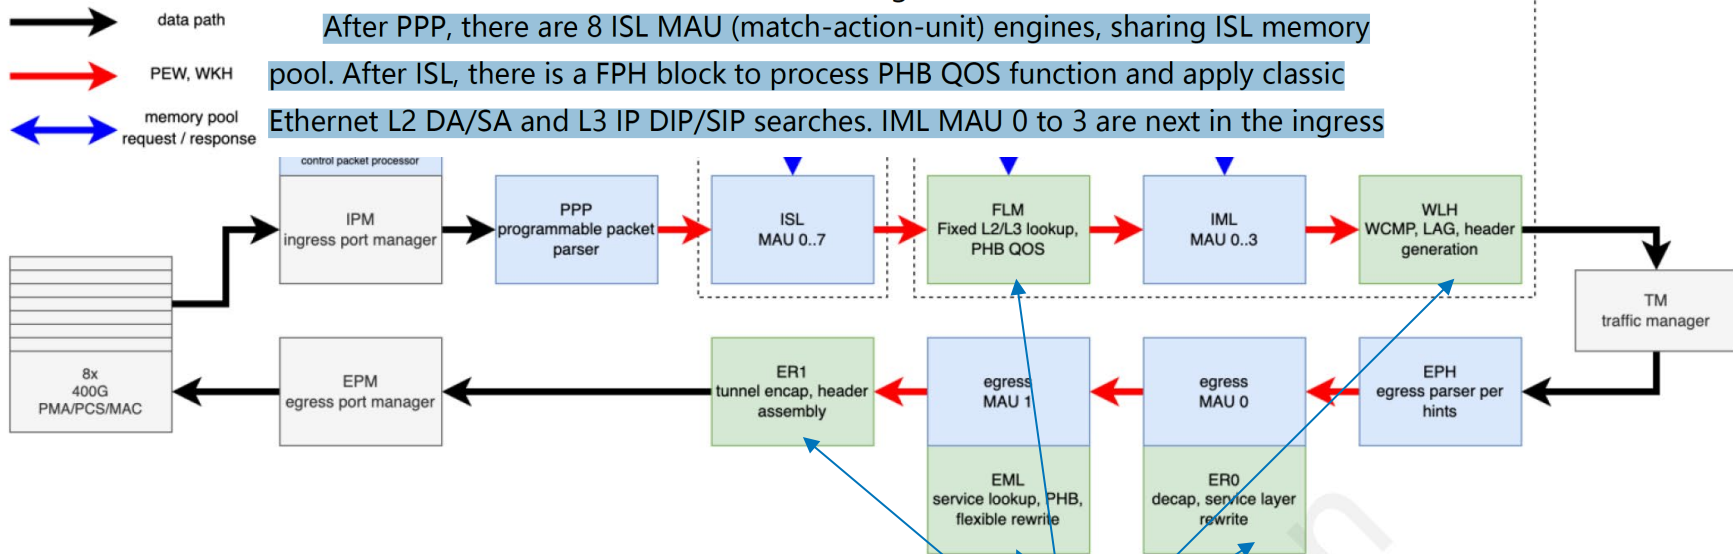 data path
After PPP, there are 8 ISL MAU (match-action-unit) engines, sharing ISL memory
PEW, WKH
pool. After ISL, there is a FPH block to process PHB QOS function and apply classic
memory pool
request / response
Ethernet L2 DA/SA and L3 IP DIP/SIP searches. IML MAU 0 to 3 are next in the ingress
control packet processor
IPM
ingress port manager
PPP
programmable packet
parser
ISL
MAU 0..7
FLM
Fixed L2/L3 lookup,
PHB QOS
IML
MAU 0..3
WLH
WCMP, LAG, header
generation
TM
traffic manager
8x
400G
PMA/PCS/MAC
EPM
egress port manager
ER1
tunnel encap, header
assembly
egress
MAU 1
egress
MAU 0
EPH
egress parser per
hints
EML
service lookup, PHB,
flexible rewrite
ER0
decap, service layer
rewrite